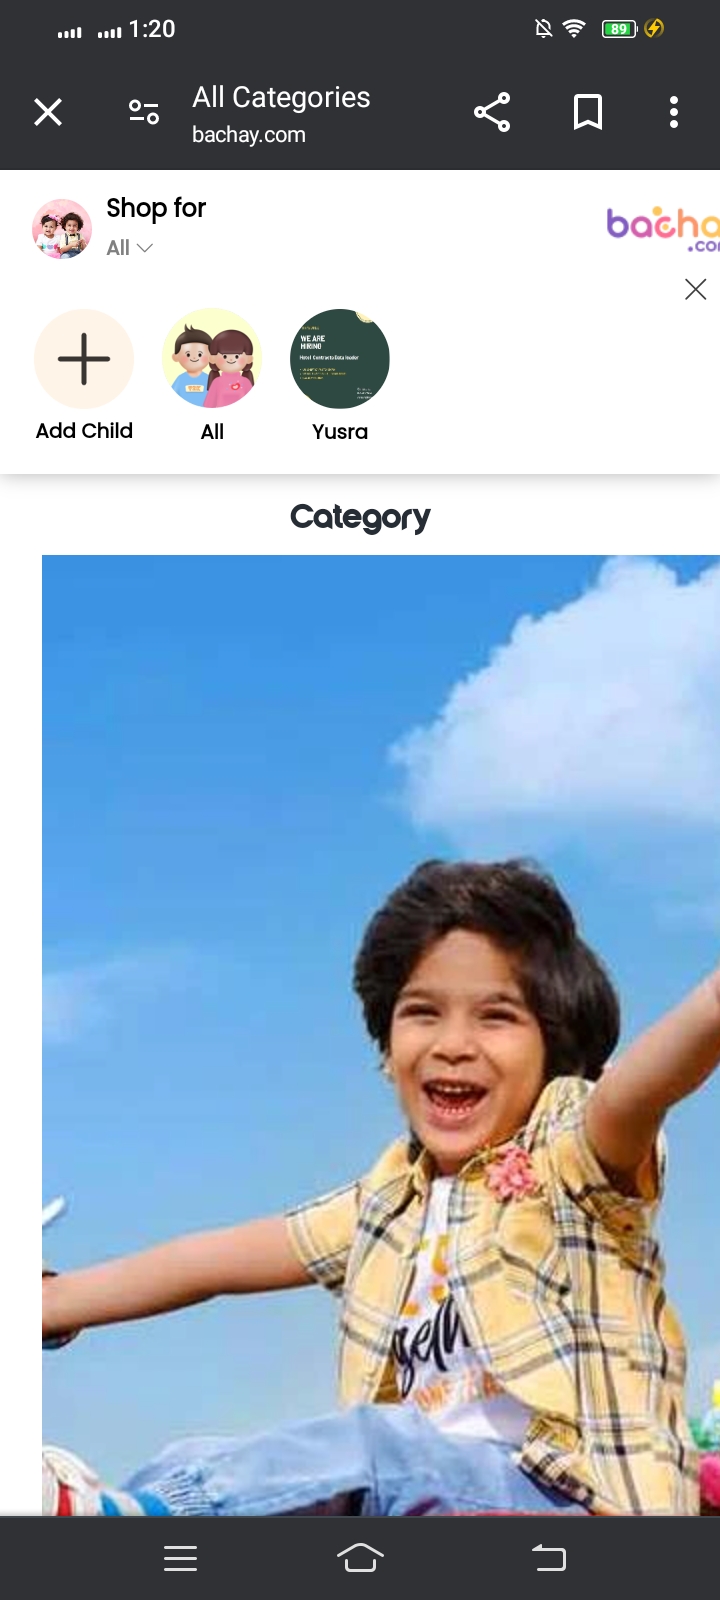 1:20
89
All Categories
bachay.com
Shop for
All
bacha
.co
WE ARE
HIRING
Add Child
All
Yusra
Category